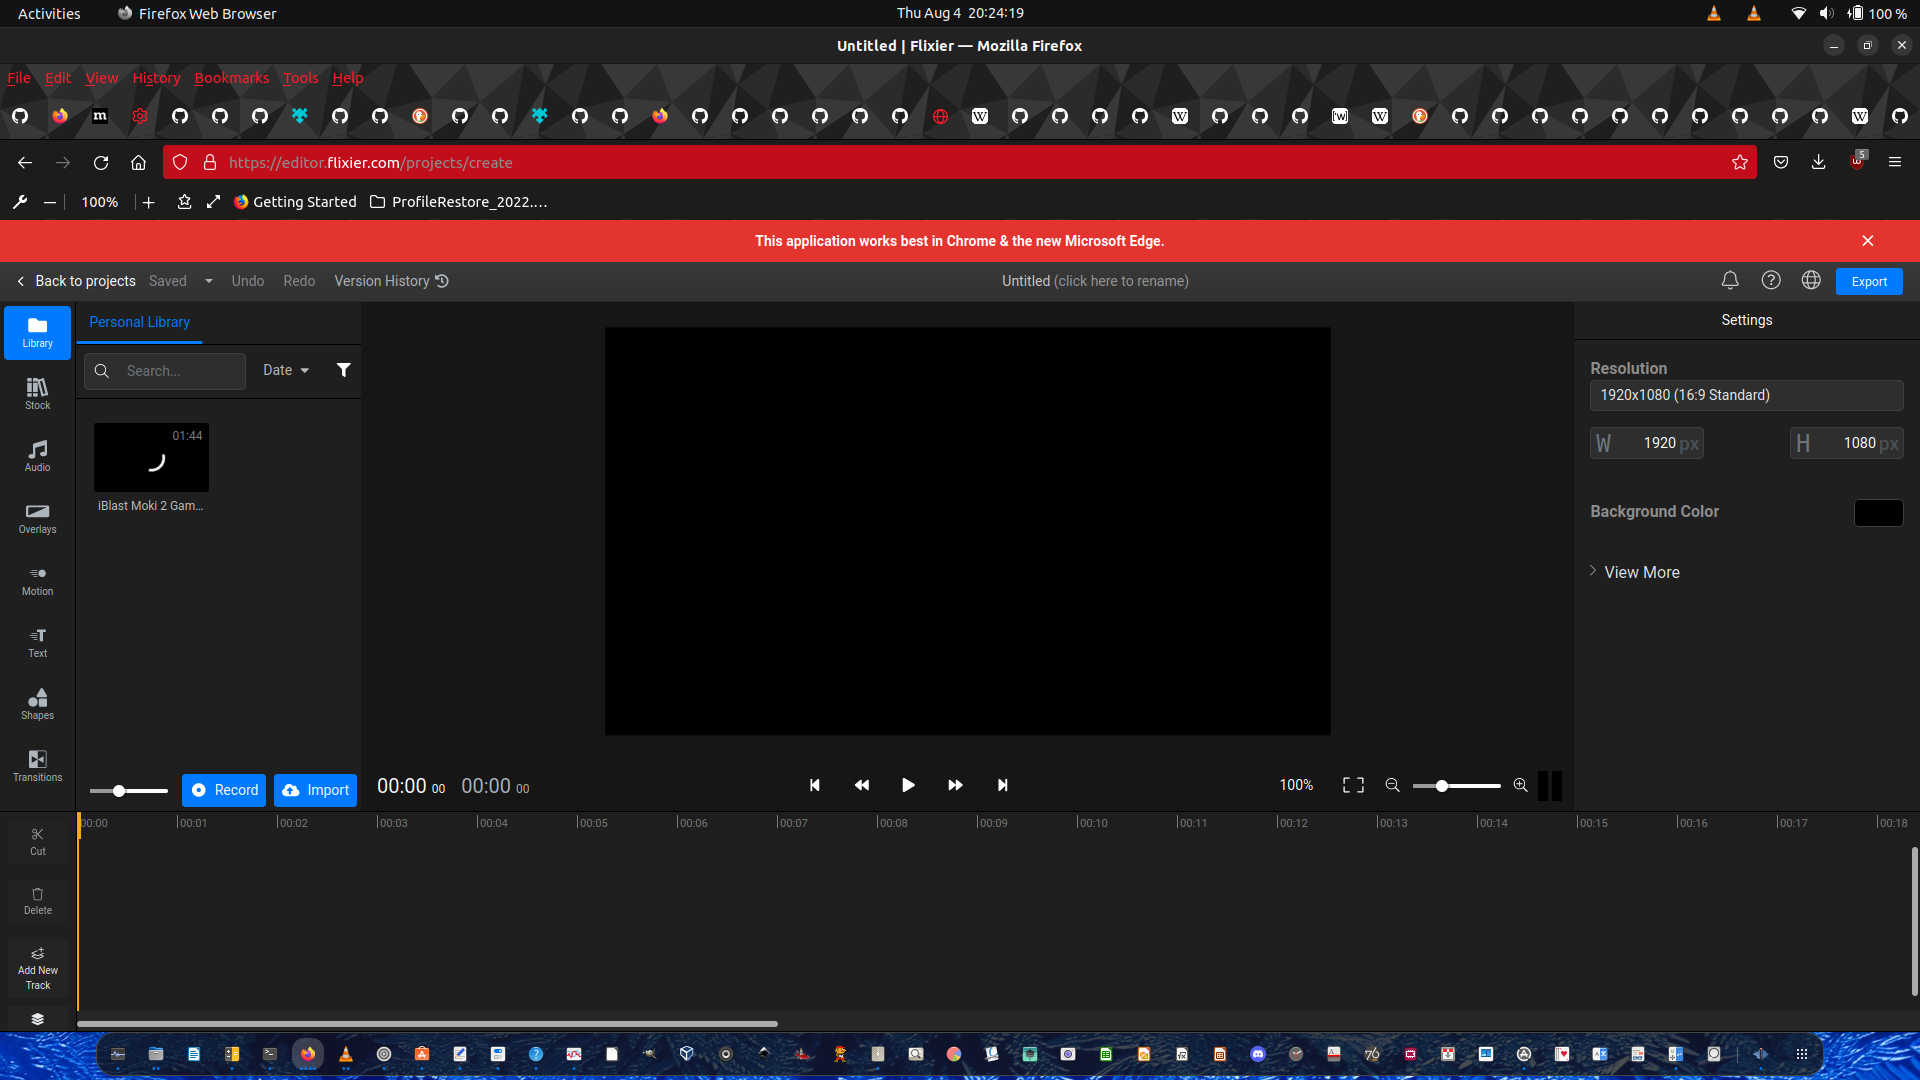 Activities Firefox Web Browser Thu Aug 4 20:24:19 100 %
Untitled | Flixier — Mozilla Firefox
File Edit View History Bookmarks Tools Help
https://editor.flixier.com/projects/create 5
100% Getting Started ProfileRestore_2022....
This application works best in Chrome & the new Microsoft Edge.
Back to projects Saved Undo Redo Version History Untitled (click here to rename) Export
Library
Personal Library
Settings
Search... Date
Resolution
1920x1080 (16:9 Standard)
W 1920 px H 1080 px
Stock
01:44
iBlast Moki 2 Gam...
Audio
Overlays
Background Color
View More
Motion
Text
Shapes
Transitions
Record Import 00:00 00 00:00 00 100%
00:00 00:01 00:02 00:03 00:04 00:05 00:06 00:07 00:08 00:09 00:10 00:11 00:12 00:13 00:14 00:15 00:16 00:17 00:18
Cut
Delete
Add New
Track